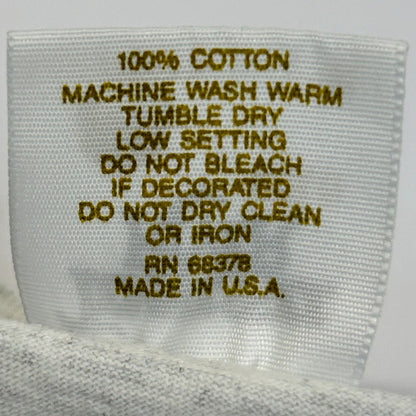 100% COTTON
MACHINE WASH WARM
TUMBLE DRY
LOW SETTING
DO NOT BLEACH
IF DECORATED
DO NOT DRY CLEAN
OR IRON
RN 68378
MADE IN U.S.A.